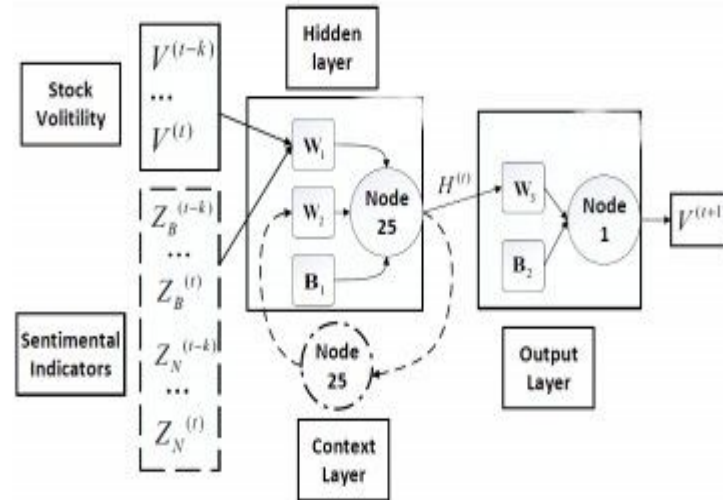 Hidden
layer
Stock
Volitility
V^(t-k)
...
V^(t)
Z_B^(t-k)
...
Z_B^(t)
Z_N^(t-k)
...
Z_N^(t)
Sentimental
Indicators
W_1
W_2
B_1
Node
25
H^(t)
Node
25
Context
Layer
W_3
B_2
Node
1
Output
Layer
V^(t+1)